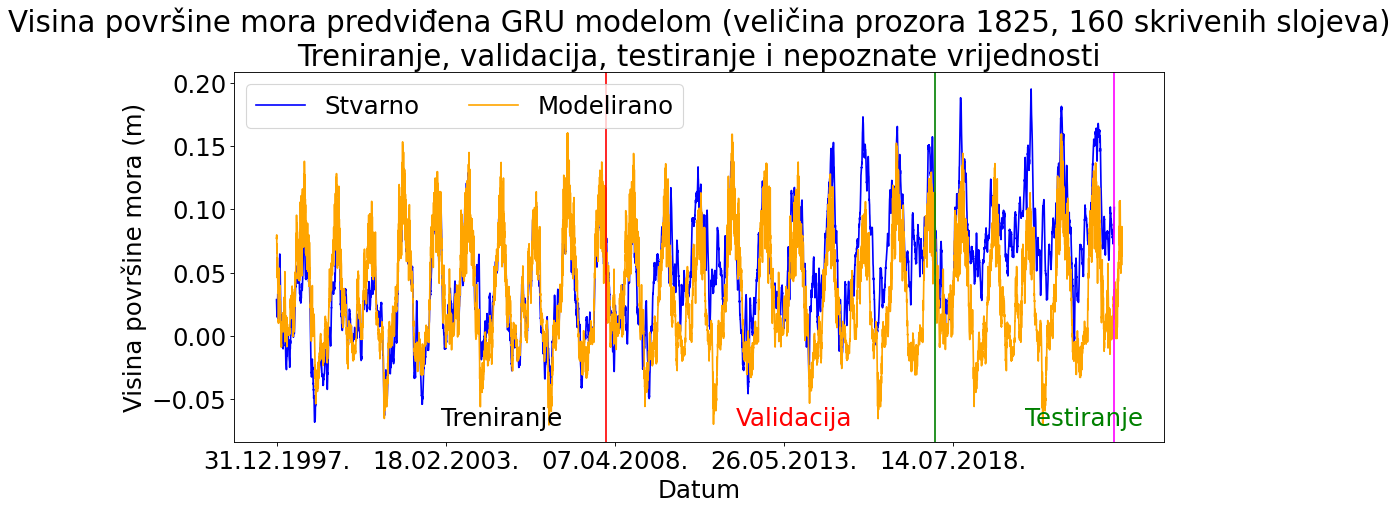 Visina površine mora predviđena GRU modelom (veličina prozora 1825, 160 skrivenih slojeva)
Treniranje, validacija, testiranje i nepoznate vrijednosti
Stvarno Modelirano
Visina površine mora (m)
0.20
0.15
0.10
0.05
0.00
−0.05
Treniranje Validacija Testiranje
31.12.1997. 18.02.2003. 07.04.2008. 26.05.2013. 14.07.2018.
Datum